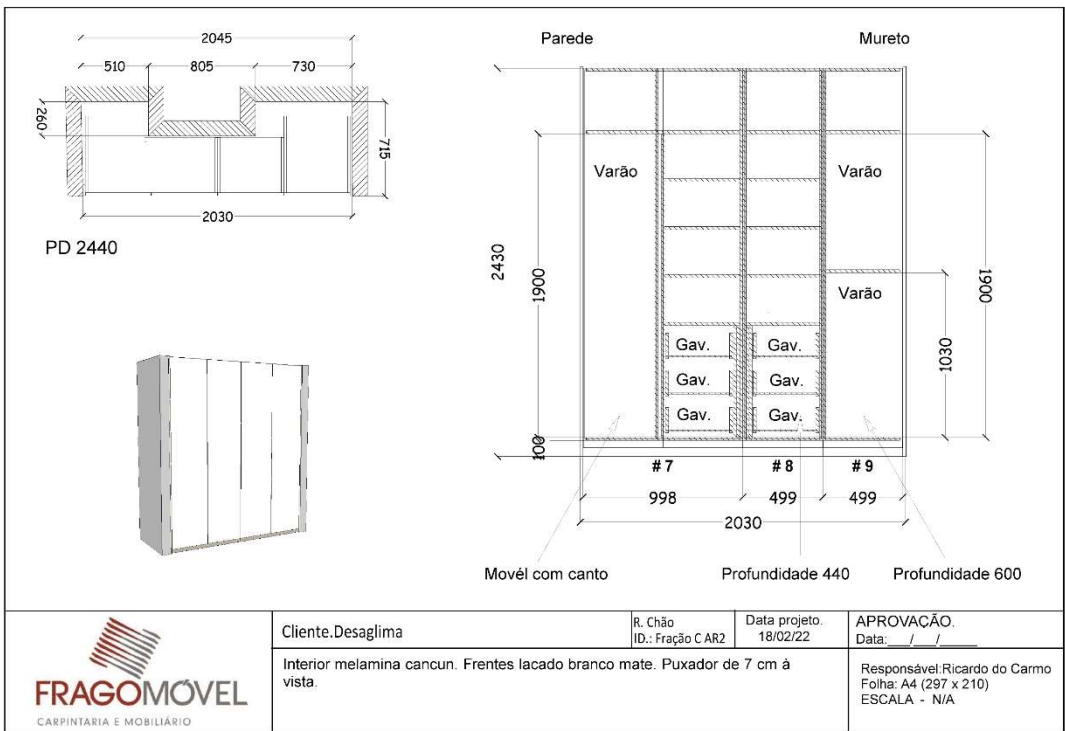 2045
510
805
730
260
715
2030
PD 2440
Parede
Mureto
2430
1900
100
Varão
Varão
Varão
1900
1030
Gav.
Gav.
Gav.
Gav.
Gav.
Gav.
# 7
# 8
# 9
998
499
499
2030
Movél com canto
Profundidade 440
Profundidade 600
FRAGOMÓVEL
CARPINTARIA E MOBILIÁRIO
Cliente.Desaglima
R. Chão
ID.: Fração C AR2
Data projeto.
18/02/22
APROVAÇÃO.
Data:___/___/____
Interior melamina cancun. Frentes lacado branco mate. Puxador de 7 cm à
vista.
Responsável:Ricardo do Carmo
Folha: A4 (297 x 210)
ESCALA - N/A